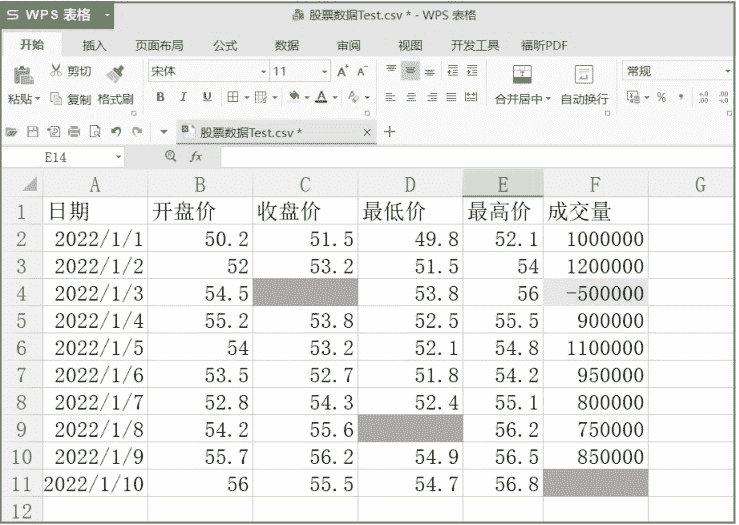 S WPS 表格
股票数据Test.csv * - WPS 表格
开始 插入 页面布局 公式 数据 审阅 视图 开发工具 福昕PDF
剪切 宋体 11 A+ A- 常规
粘贴 复制 格式刷 B I U A 合并居中 自动换行 %
股票数据Test.csv * × +
E14 fx
A B C D E F G
1 日期 开盘价 收盘价 最低价 最高价 成交量
2 2022/1/1 50.2 51.5 49.8 52.1 1000000
3 2022/1/2 52 53.2 51.5 54 1200000
4 2022/1/3 54.5 53.8 56 -500000
5 2022/1/4 55.2 53.8 52.5 55.5 900000
6 2022/1/5 54 53.2 52.1 54.8 1100000
7 2022/1/6 53.5 52.7 51.8 54.2 950000
8 2022/1/7 52.8 54.3 52.4 55.1 800000
9 2022/1/8 54.2 55.6 56.2 750000
10 2022/1/9 55.7 56.2 54.9 56.5 850000
11 2022/1/10 56 55.5 54.7 56.8
12